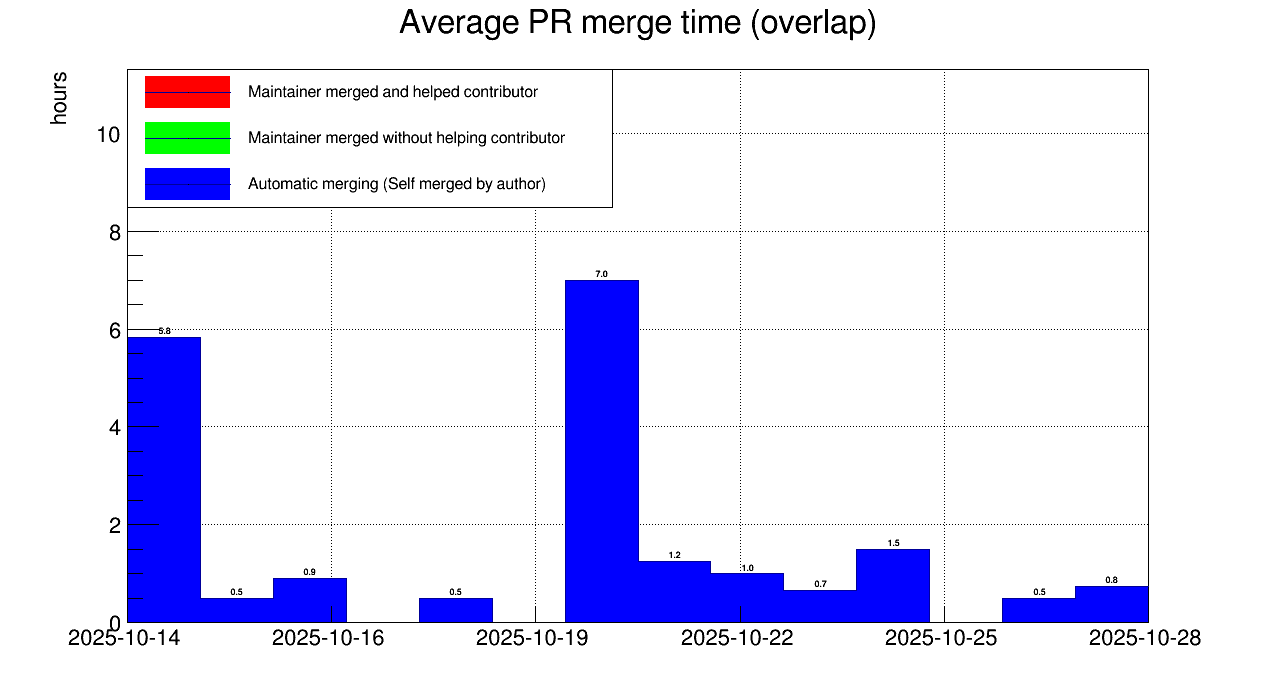 Average PR merge time (overlap)
hours
Maintainer merged and helped contributor
Maintainer merged without helping contributor
Automatic merging (Self merged by author)
10
8
6
4
2
0
5.8
0.5
0.9
0.5
7.0
1.2
1.0
0.7
1.5
0.5
0.8
2025-10-14 2025-10-16 2025-10-19 2025-10-22 2025-10-25 2025-10-28